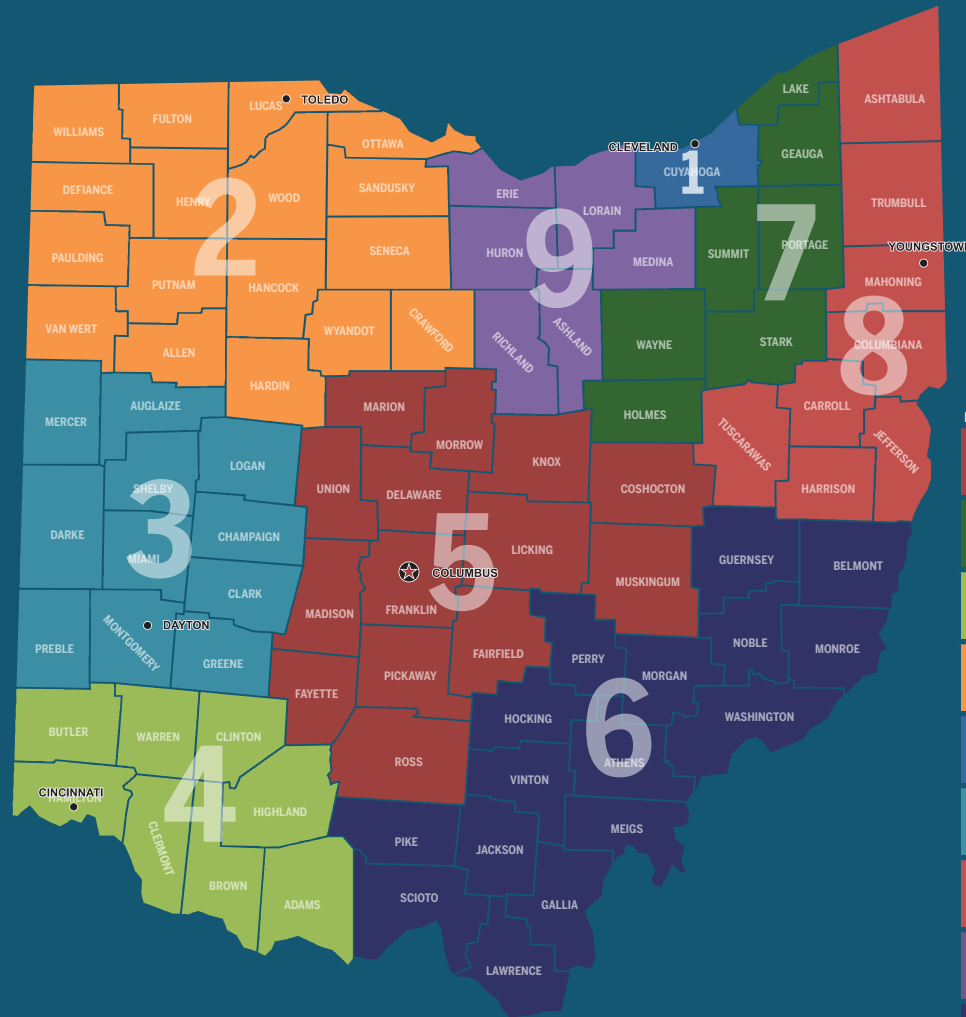 LAKE
ASHTABULA
LUCAS
TOLEDO
FULTON
WILLIAMS
OTTAWA
CLEVELAND
GEAUGA
CUYAHOGA
1
DEFIANCE
SANDUSKY
ERIE
HENRY
WOOD
2
LORAIN
TRUMBULL
7
PORTAGE
YOUNGSTOW
SENECA
HURON
9
SUMMIT
PAULDING
MEDINA
MAHONING
PUTNAM
HANCOCK
VAN WERT
WYANDOT
CRAWFORD
ASHLAND
STARK
WAYNE
COLUMBIANA
8
ALLEN
RICHLAND
HARDIN
AUGLAIZE
MARION
CARROLL
HOLMES
MERCER
MORROW
TUSCARAWAS
JEFFERSON
KNOX
LOGAN
SHELBY
UNION
DELAWARE
COSHOCTON
HARRISON
3
DARKE
CHAMPAIGN
LICKING
MIAMI
GUERNSEY
BELMONT
5
COLUMBUS
MUSKINGUM
CLARK
MADISON
FRANKLIN
DAYTON
MONTGOMERY
PREBLE
NOBLE
MONROE
FAIRFIELD
PERRY
GREENE
PICKAWAY
MORGAN
FAYETTE
HOCKING
WASHINGTON
6
BUTLER
WARREN
CLINTON
ROSS
ATHENS
VINTON
CINCINNATI
HAMILTON
4
HIGHLAND
MEIGS
CLERMONT
PIKE
JACKSON
BROWN
SCIOTO
ADAMS
GALLIA
LAWRENCE